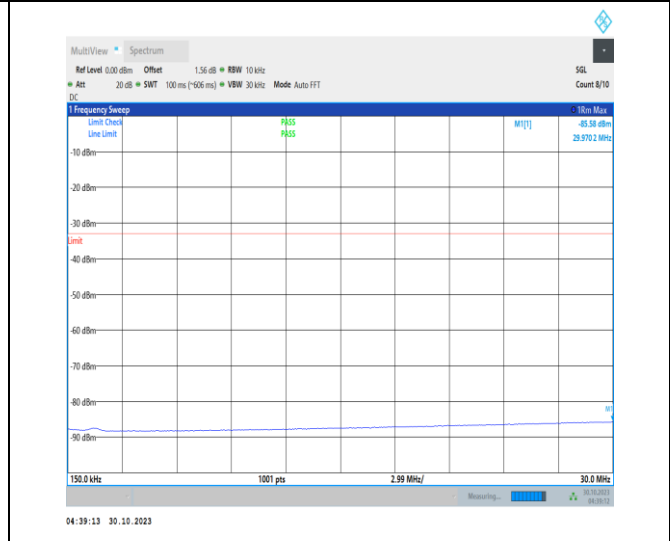 MultiView Spectrum
Ref Level 0.00 dBm Offset 1.56 dB RBW 10 kHz SGL
Att 20 dB SWT 100 ms (~606 ms) VBW 30 kHz Mode Auto FFT Count 8/10
DC
1 Frequency Sweep 1Rm Max
Limit Check PASS M1[1] -85.58 dBm
Line Limit PASS 29.970 2 MHz
-10 dBm
-20 dBm
-30 dBm
Limit
-40 dBm
-50 dBm
-60 dBm
-70 dBm
-80 dBm
M1
-90 dBm
150.0 kHz 1001 pts 2.99 MHz/ 30.0 MHz
Measuring... 30.10.2023
04:39:12
04:39:13 30.10.2023